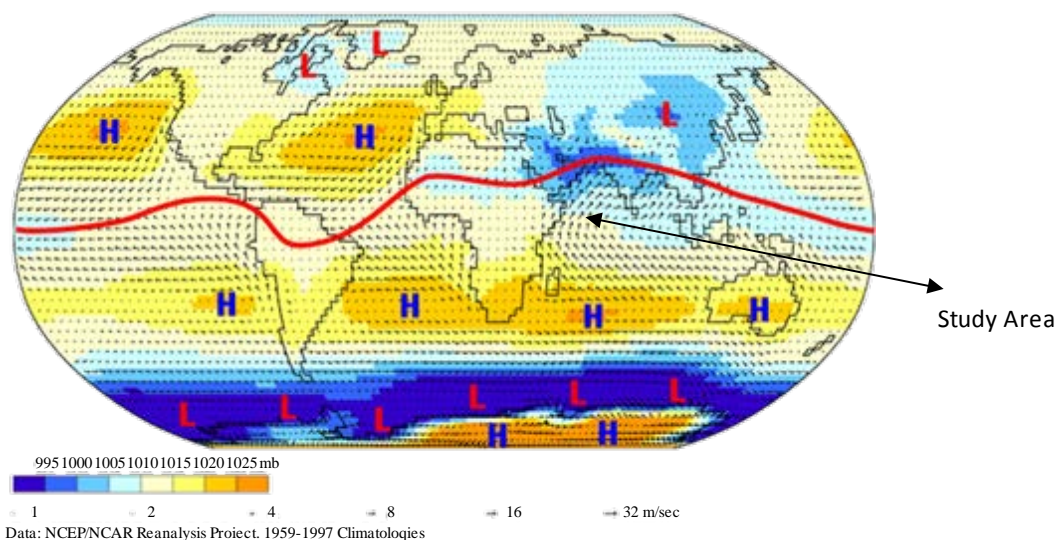 L
L
H
H
L
H
H
H
H
L
L
L
L
L
L
H
H
Study Area
995 1000 1005 1010 1015 1020 1025 mb
1 2 4 8 16 32 m/sec
Data: NCEP/NCAR Reanalysis Project. 1959-1997 Climatologies